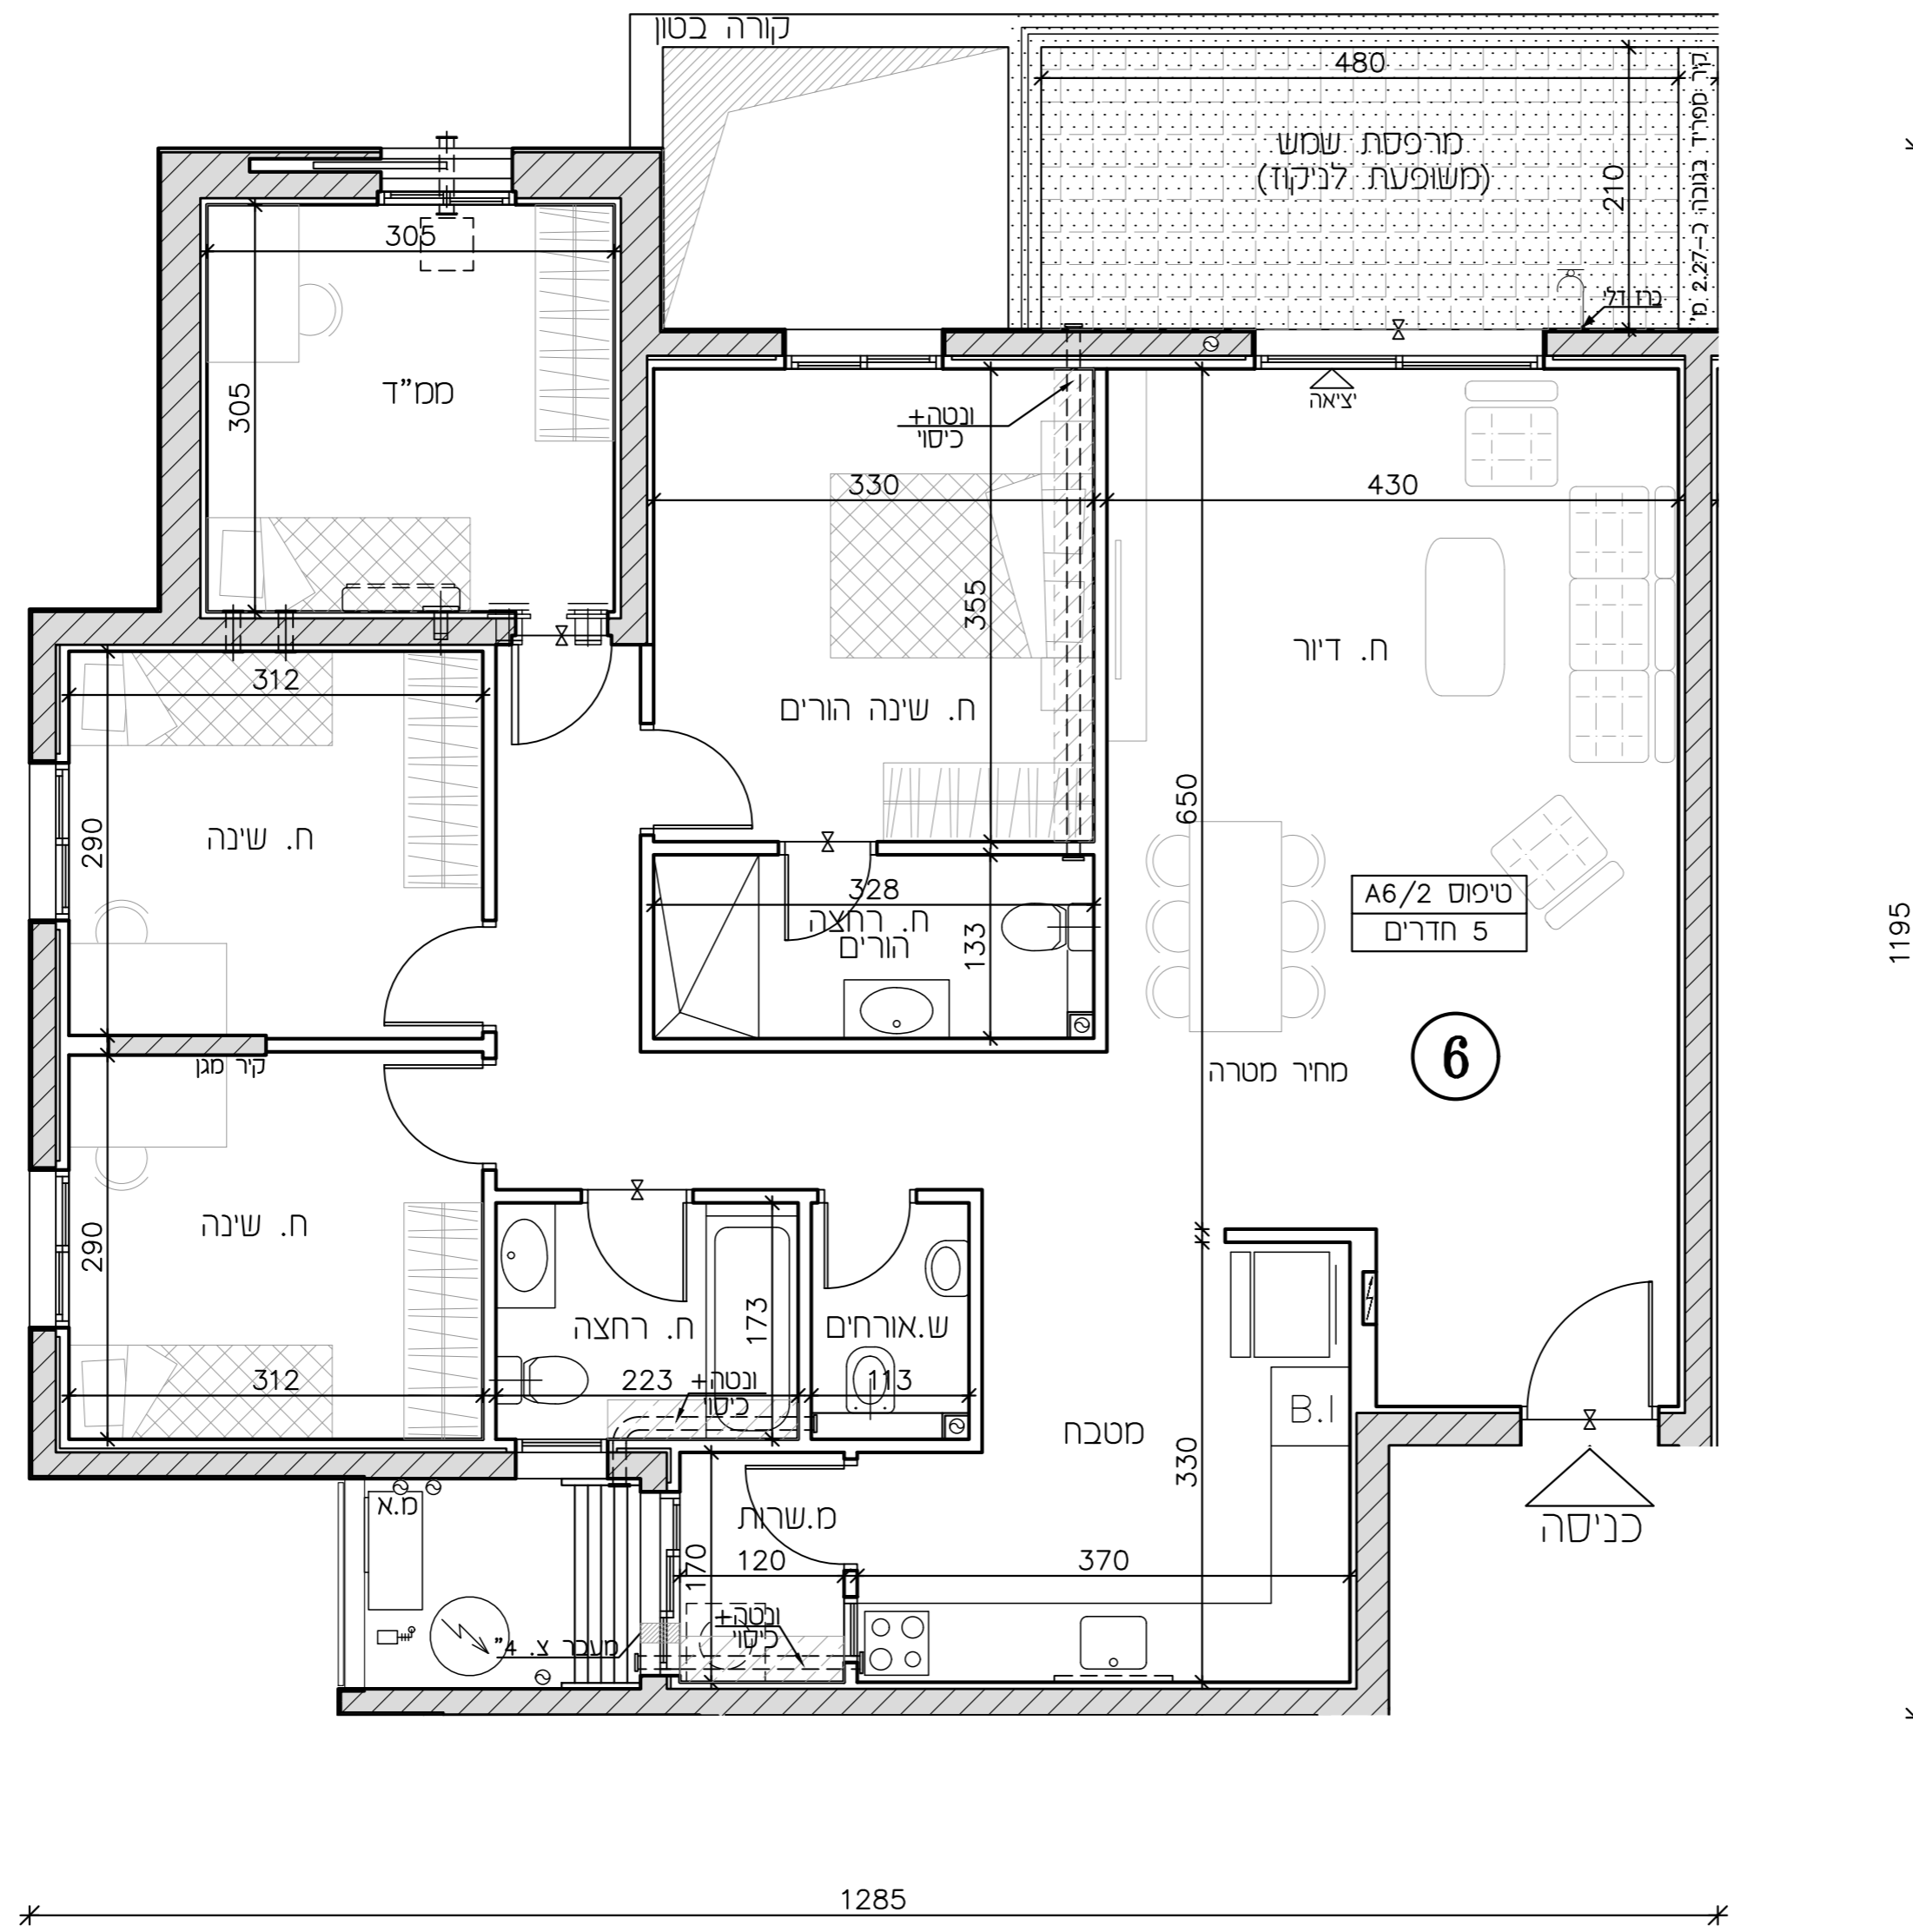 קורה בטון
480
קיר מפריד בגובה כ-2.27 מ'
מרפסת שמש
(משופעת לניקוז)
210
ברז דלי
305
305
ממ"ד
יציאה
ונטה+
כיסוי
330
430
355
ח. דיור
312
ח. שינה הורים
290
ח. שינה
650
328
ח. רחצה
הורים
133
טיפוס A6/2
5 חדרים
1195
6
מחיר מטרה
קיר מגן
290
ח. שינה
312
ח. רחצה
173
223
ונטה+
כיסוי
ש.אורחים
113
B.I
מטבח
330
כניסה
מ.א
מ.שרות
170
120
370
ונטה+
כיסוי
מעבר צ. 4"
1285